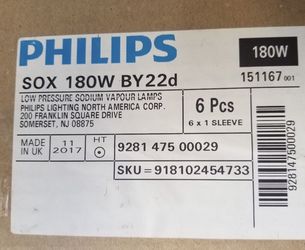 PHILIPS
180W
SOX 180W BY22d
151167 001
LOW PRESSURE SODIUM VAPOUR LAMPS
PHILIPS LIGHTING NORTH AMERICA CORP.
200 FRANKLIN SQUARE DRIVE
SOMERSET, NJ 08875
6 Pcs
6 x 1 SLEEVE
MADE
IN UK
11
2017
HT
9281 475 00029
SKU = 918102454733
928147500029